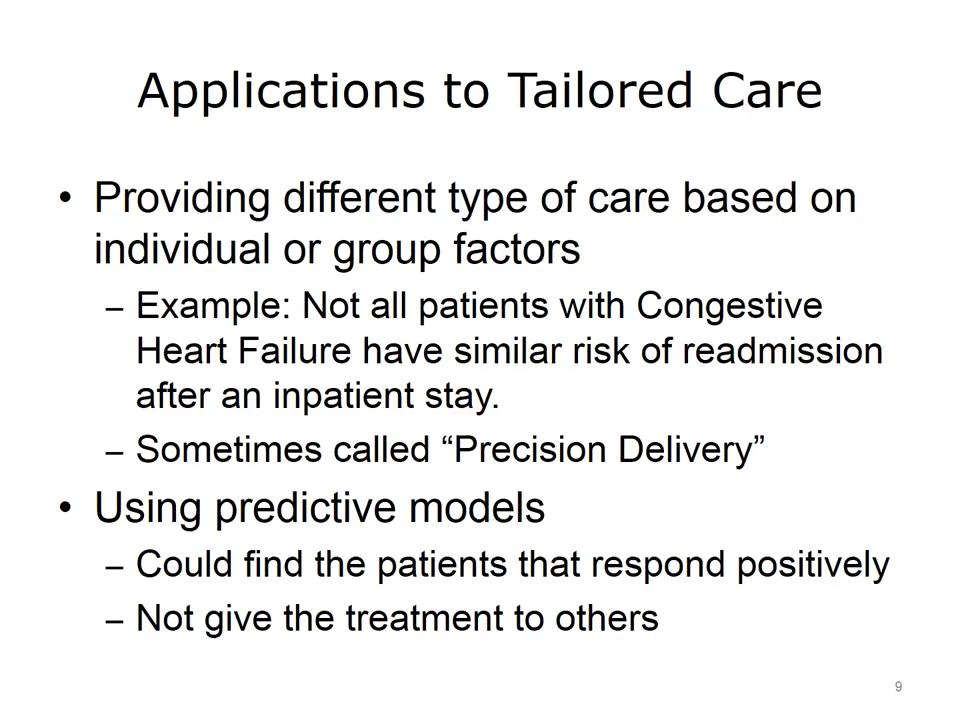 Applications to Tailored Care
• Providing different type of care based on
individual or group factors
– Example: Not all patients with Congestive
Heart Failure have similar risk of readmission
after an inpatient stay.
– Sometimes called “Precision Delivery”
• Using predictive models
– Could find the patients that respond positively
– Not give the treatment to others
9